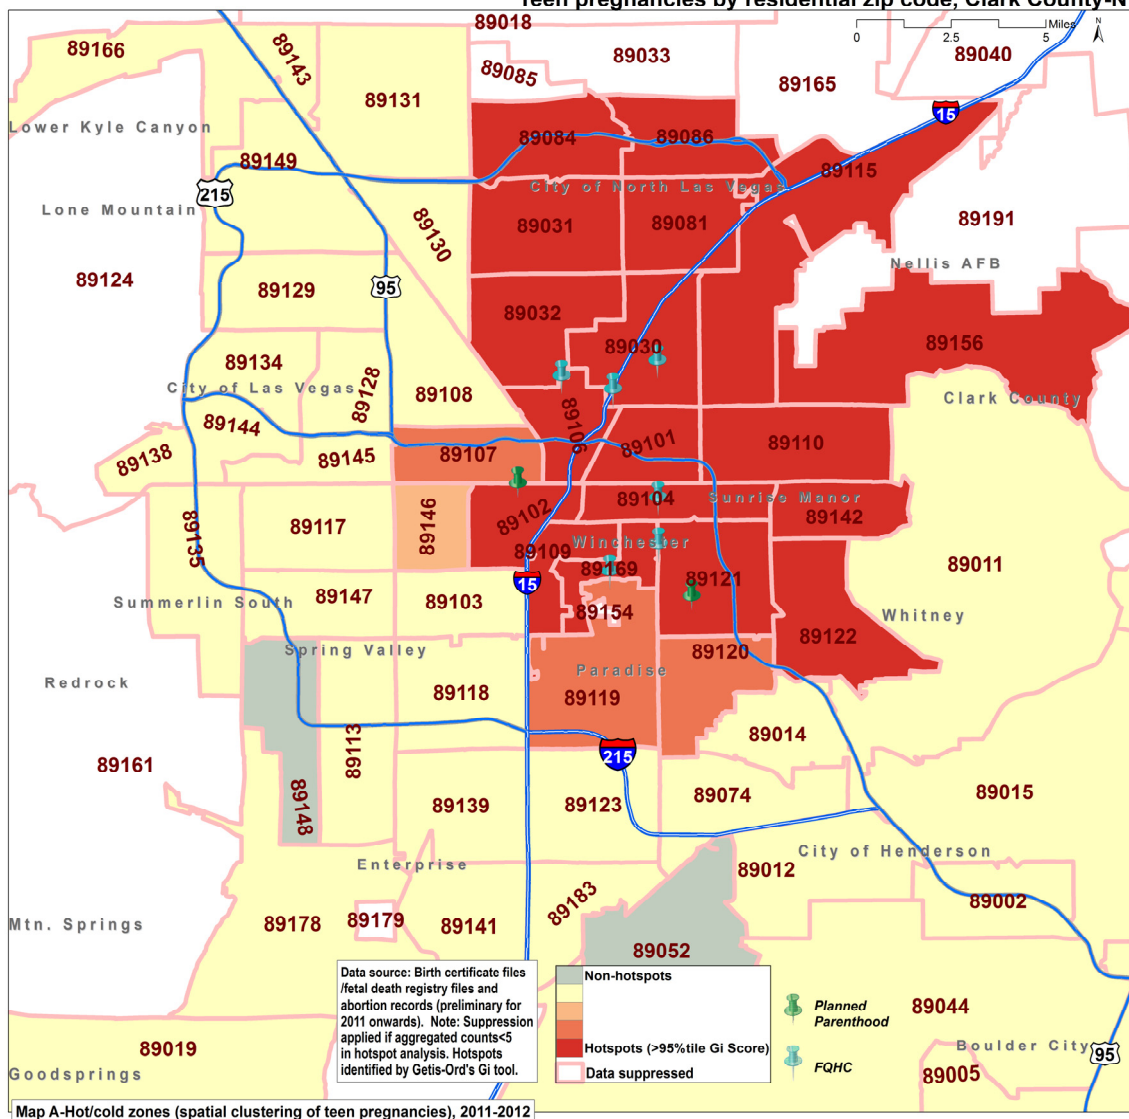 Teen pregnancies by residential zip code, Clark County-N
89018
Miles
N
0 2.5 5
89166
89143
89033
89040
89085
89165
89131
15
Lower Kyle Canyon
89084
89086
89149
89115
City of North Las Vegas
215
Lone Mountain
89191
89031
89081
89130
Nellis AFB
89124
89129
95
89032
89156
89030
89134
City of Las Vegas
89128
89108
Clark County
89144
89106
89101
89110
89138
89145
89107
89104
Sunrise Manor
89102
89142
89117
89146
89135
Winchester
89109
89169
89011
15
89121
89147
89103
Summerlin South
89154
Whitney
89122
Spring Valley
89120
Paradise
Redrock
89118
89119
89014
89113
215
89161
89015
89148
89139
89123
89074
City of Henderson
Enterprise
89012
89183
89002
Mtn. Springs
89178
89179
89141
89052
Data source: Birth certificate files
/fetal death registry files and
abortion records (preliminary for
2011 onwards). Note: Suppression
applied if aggregated counts<5
in hotspot analysis. Hotspots
identified by Getis-Ord's Gi tool.
Non-hotspots
Hotspots (>95%tile Gi Score)
Data suppressed
Planned
Parenthood
FQHC
89044
Boulder City
95
89019
89005
Goodsprings
Map A-Hot/cold zones (spatial clustering of teen pregnancies), 2011-2012